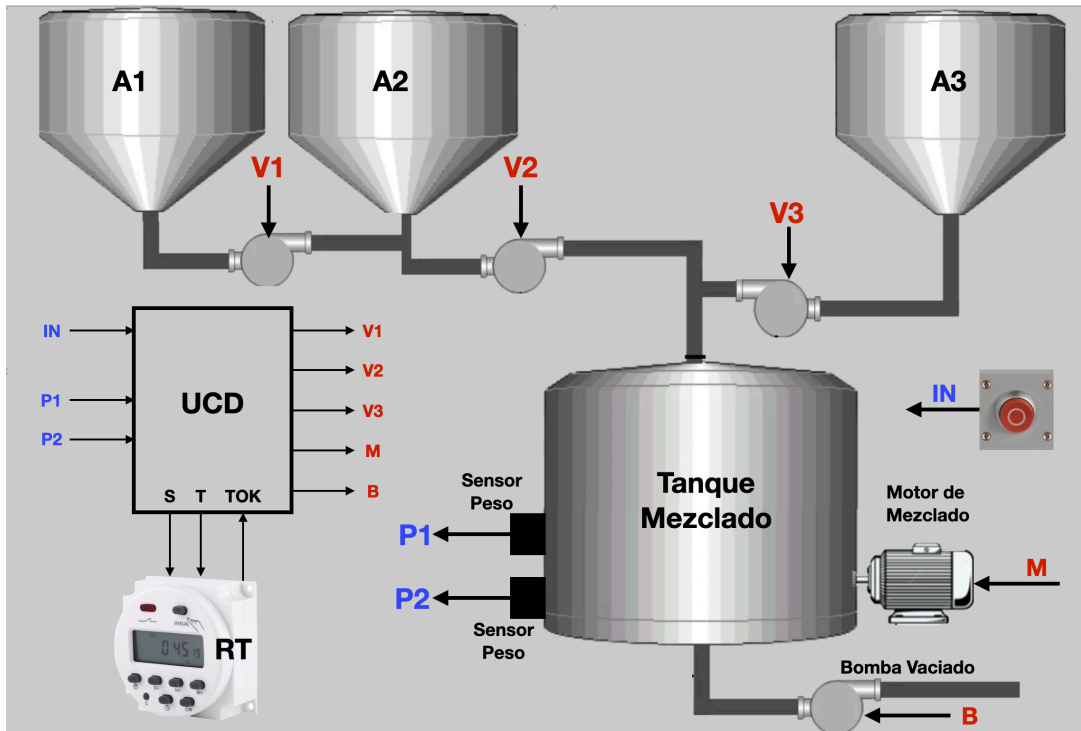 A1
A2
A3
V1
V2
V3
IN
P1
P2
UCD
V1
V2
V3
M
B
S T TOK
IN
Sensor
Peso
P1
P2
Sensor
Peso
Tanque
Mezclado
Motor de
Mezclado
M
MANUAL
RT
Bomba Vaciado
B